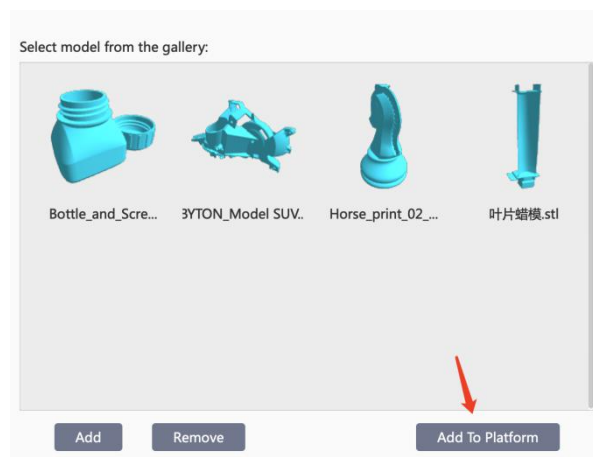 Select model from the gallery:
Bottle_and_Scre...
3YTON_Model SUV..
Horse_print_02_...
叶片蜡模.stl
Add
Remove
Add To Platform